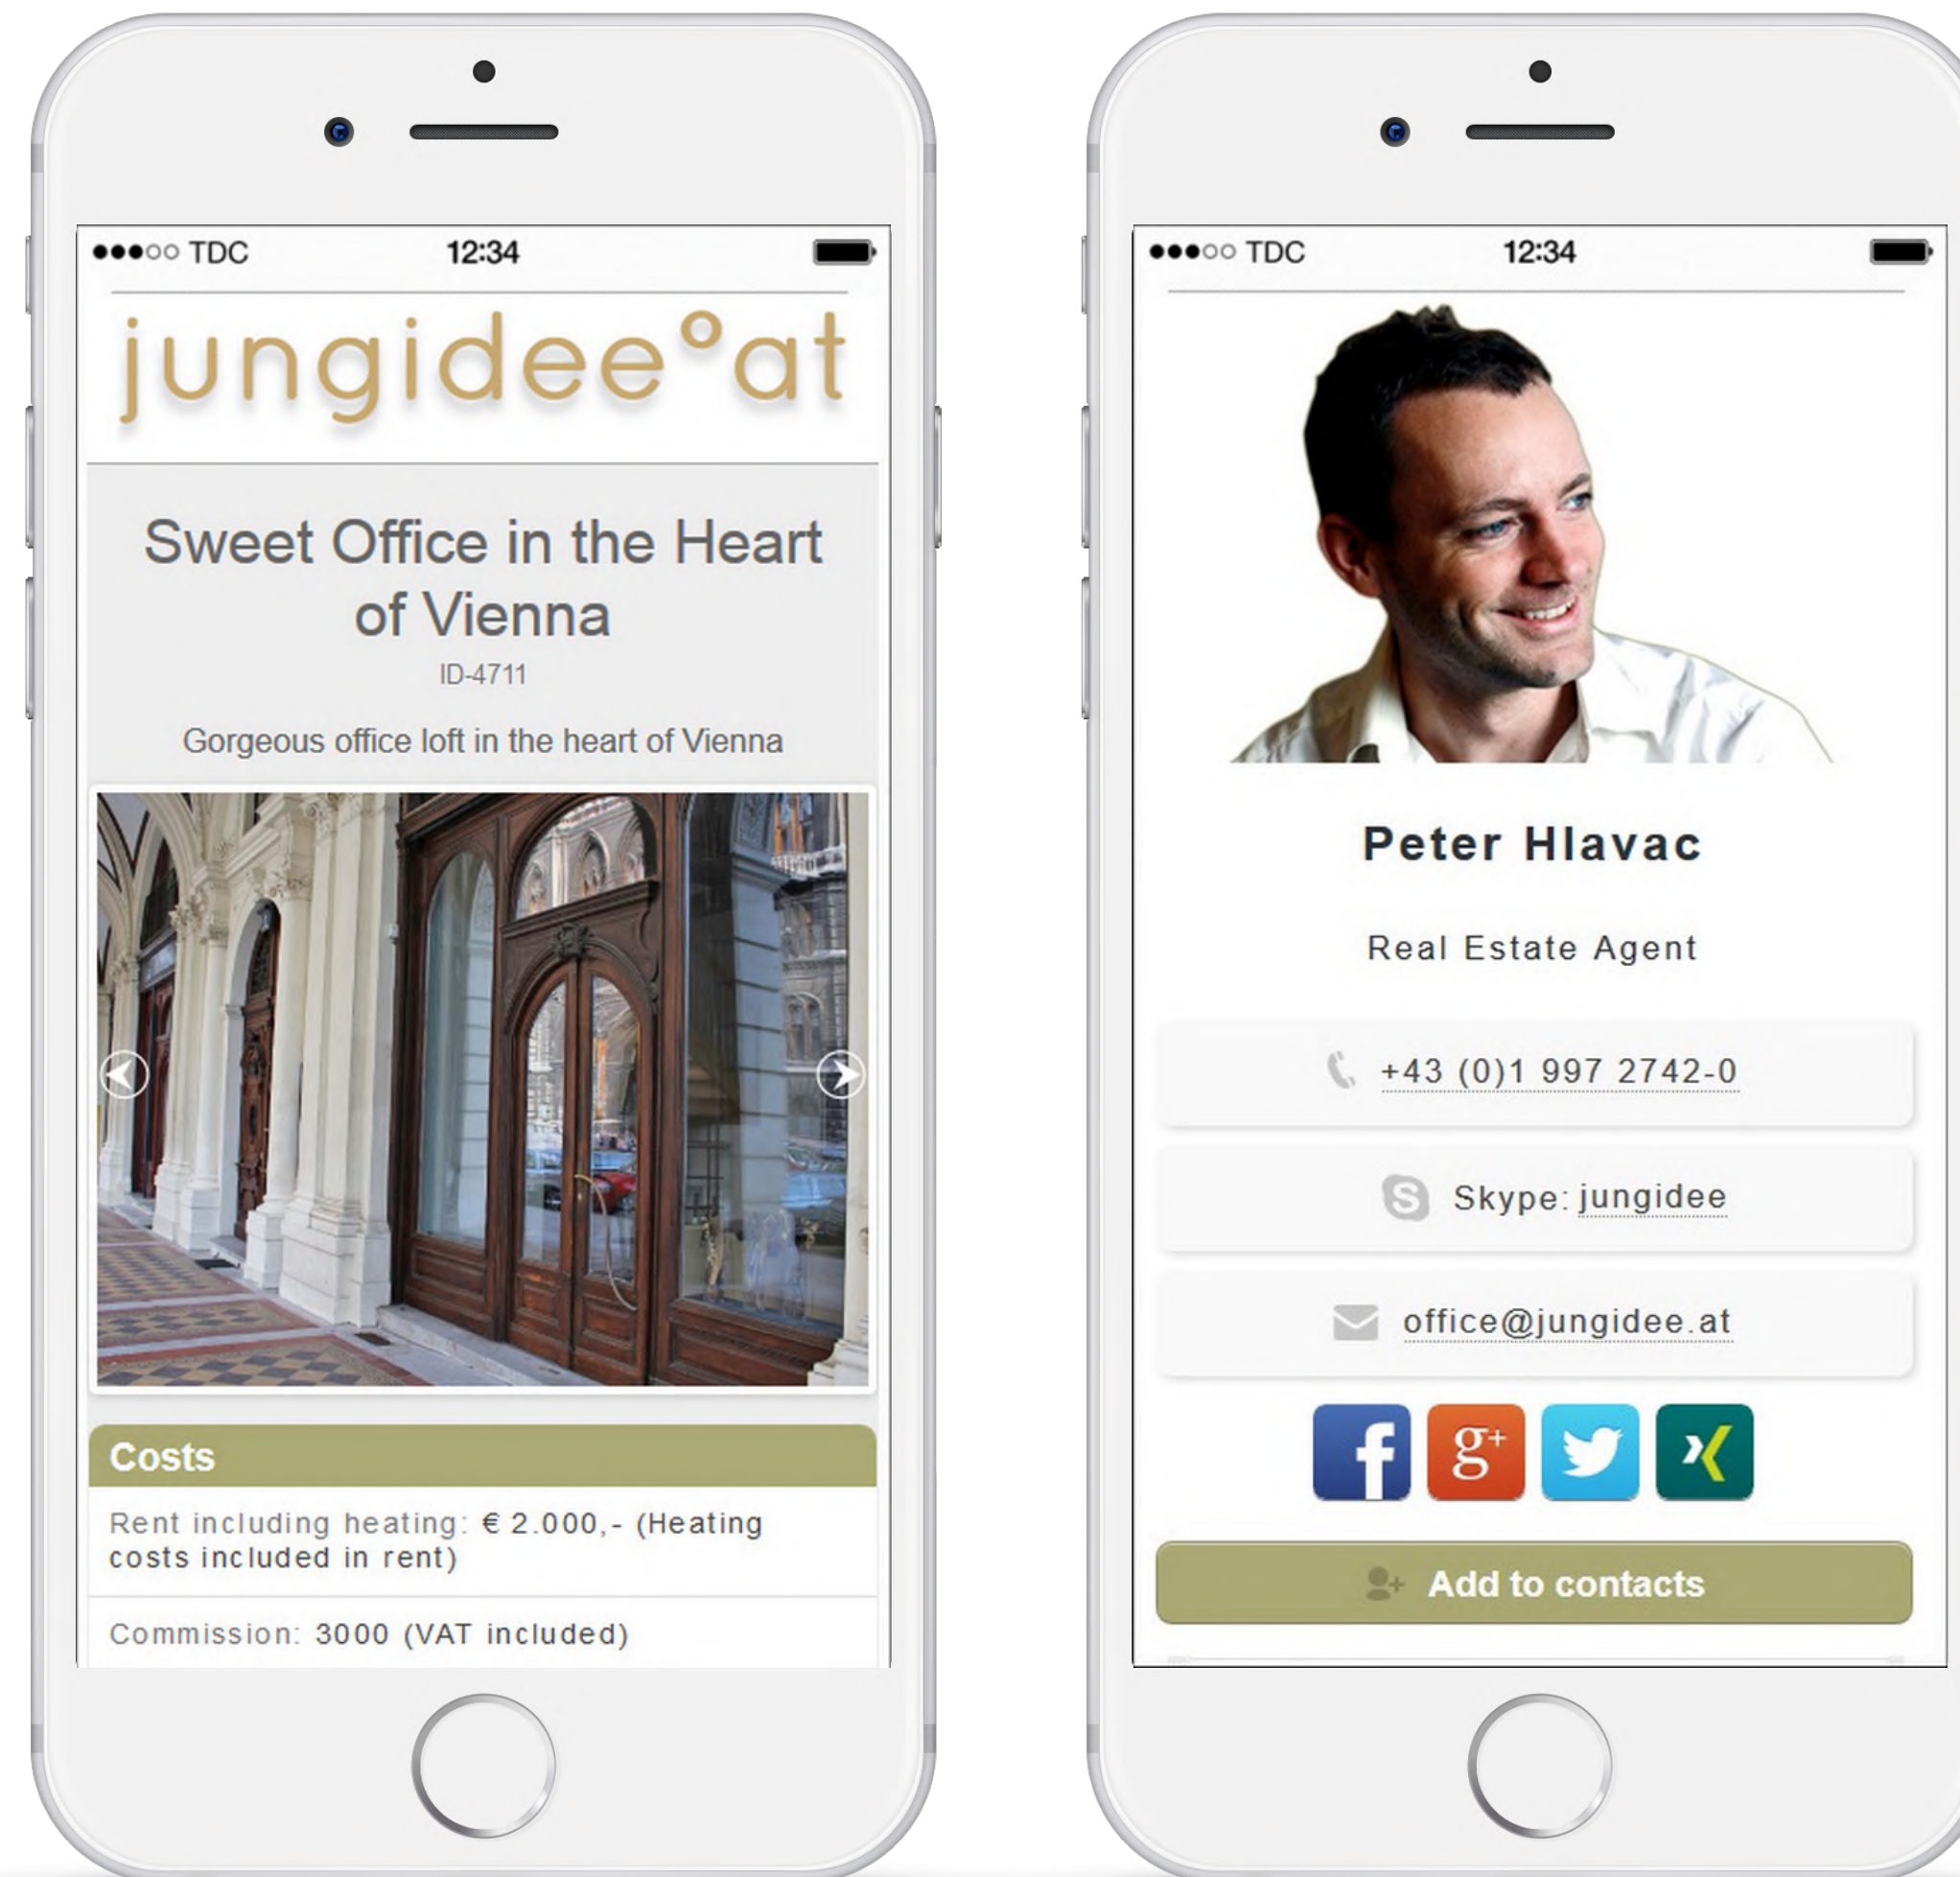 TDC 12:34
jungidee°at
Sweet Office in the Heart
of Vienna
ID-4711
Gorgeous office loft in the heart of Vienna
Costs
Rent including heating: € 2.000,- (Heating
costs included in rent)
Commission: 3000 (VAT included)
TDC 12:34
Peter Hlavac
Real Estate Agent
+43 (0)1 997 2742-0
Skype: jungidee
office@jungidee.at
f g+
Add to contacts